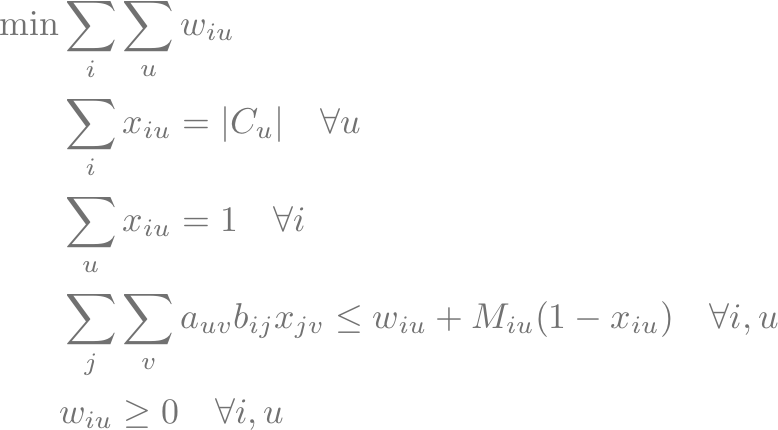 min ∑_i ∑_u w_{iu}
∑_i x_{iu} = |C_u| ∀u
∑_u x_{iu} = 1 ∀i
∑_j ∑_v a_{uv} b_{ij} x_{jv} ≤ w_{iu} + M_{iu}(1 − x_{iu}) ∀i, u
w_{iu} ≥ 0 ∀i, u